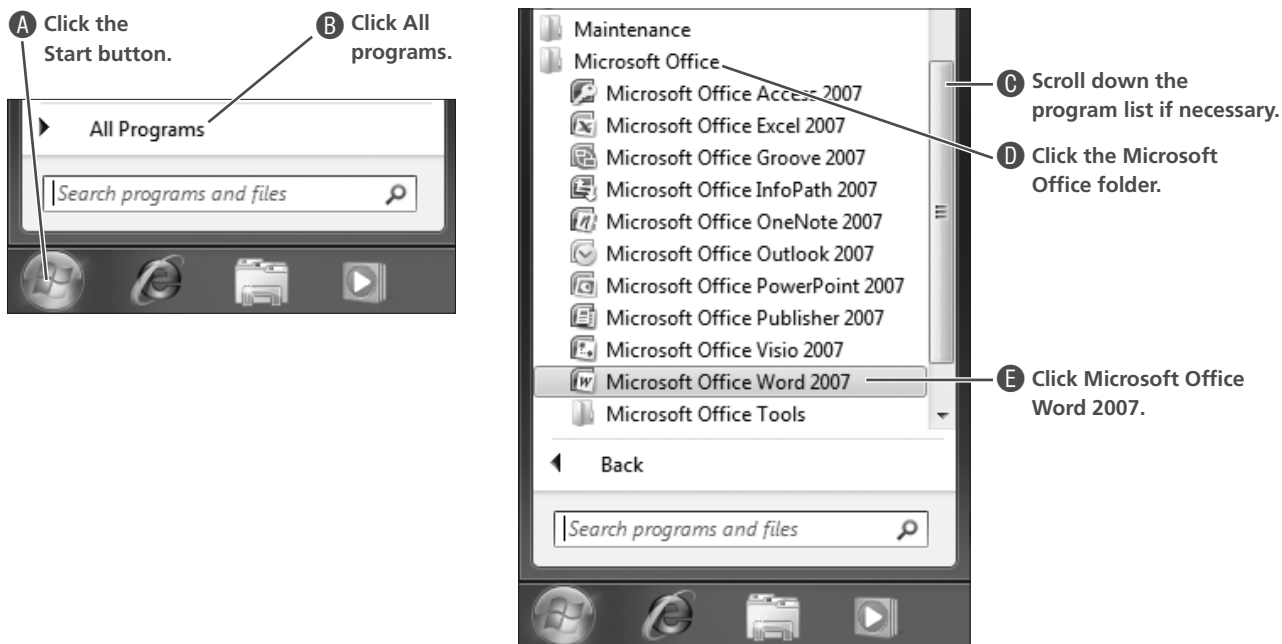 A Click the
Start button.
B Click All
programs.
All Programs
Search programs and files
Maintenance
Microsoft Office
Microsoft Office Access 2007
Microsoft Office Excel 2007
Microsoft Office Groove 2007
Microsoft Office InfoPath 2007
Microsoft Office OneNote 2007
Microsoft Office Outlook 2007
Microsoft Office PowerPoint 2007
Microsoft Office Publisher 2007
Microsoft Office Visio 2007
Microsoft Office Word 2007
Microsoft Office Tools
Back
Search programs and files
C Scroll down the
program list if necessary.
D Click the Microsoft
Office folder.
E Click Microsoft Office
Word 2007.